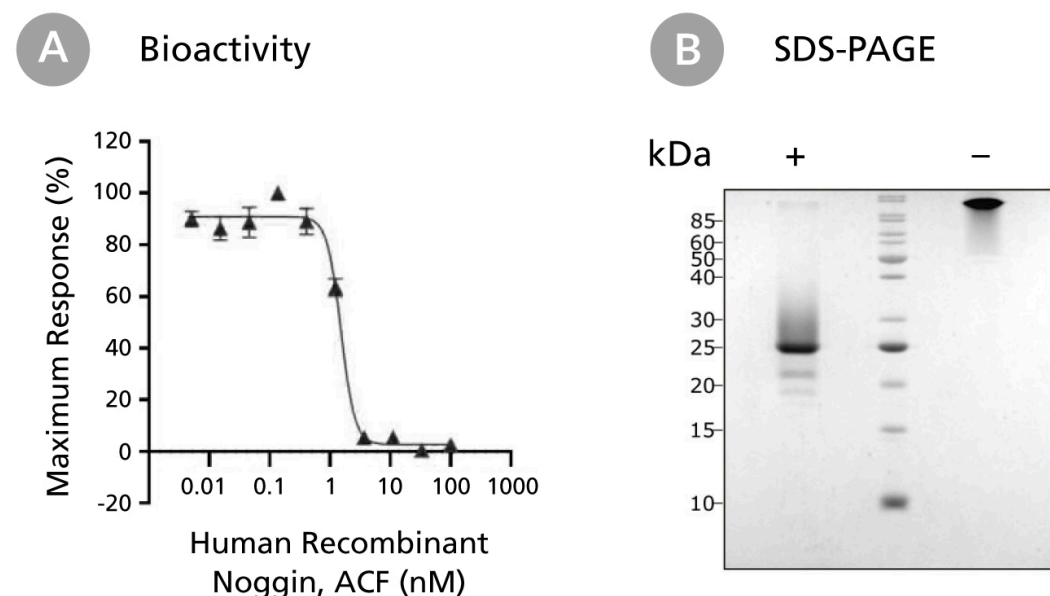 A Bioactivity
Maximum Response (%)
120
100
80
60
40
20
0
-20
0.01 0.1 1 10 100 1000
Human Recombinant
Noggin, ACF (nM)
B SDS-PAGE
kDa + −
85
60
50
40
30
25
20
15
10